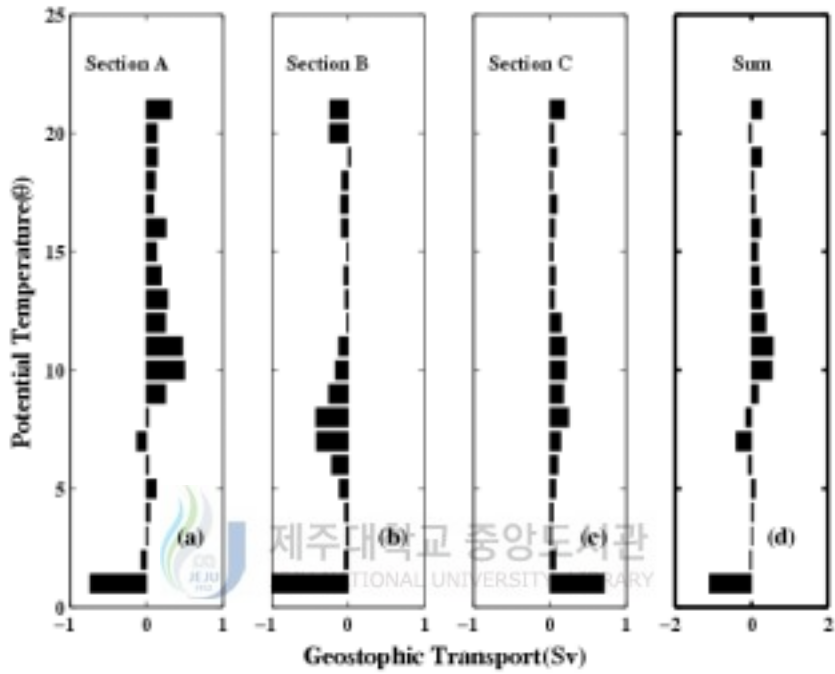 25
20
15
10
5
0
Potential Temperature(θ)
Section A
Section B
Section C
Sum
(a)
(b)
(c)
(d)
제주대학교 중앙도서관
NATIONAL UNIVERSITY LIBRARY
JEJU
1952
-1 0 1
-1 0 1
-1 0 1
-2 0 2
Geostophic Transport(Sv)